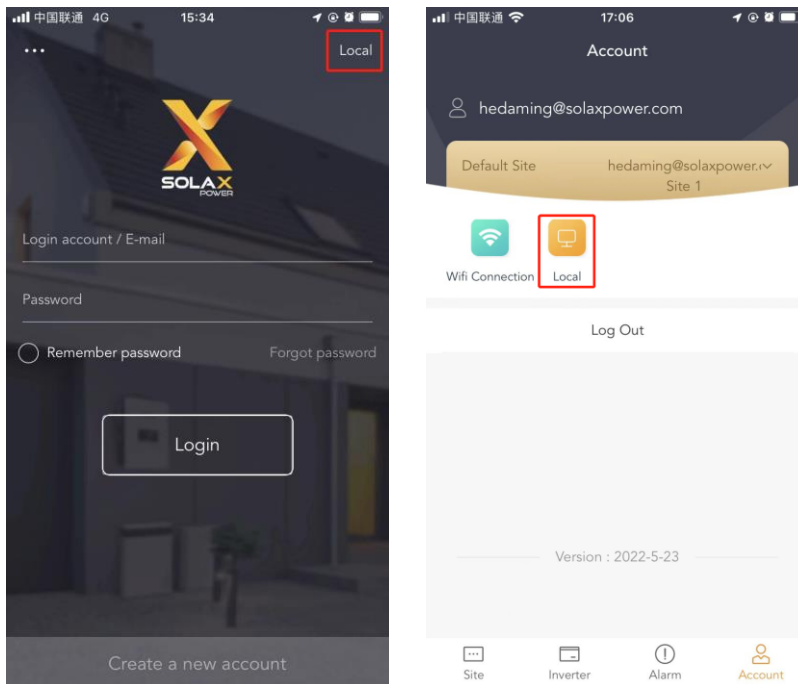 中国联通 4G 15:34
... Local
SOLAX
POWER
Login account / E-mail
Password
Remember password Forgot password
Login
Create a new account
中国联通 17:06
Account
hedaming@solaxpower.com
Default Site hedaming@solaxpower.
Site 1
Wifi Connection Local
Log Out
Version : 2022-5-23
Site Inverter Alarm Account